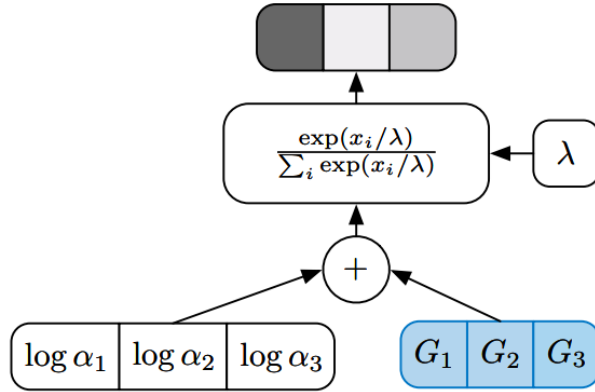 exp(x_i/λ)
∑_i exp(x_i/λ)
λ
+
log α_1 log α_2 log α_3 G_1 G_2 G_3